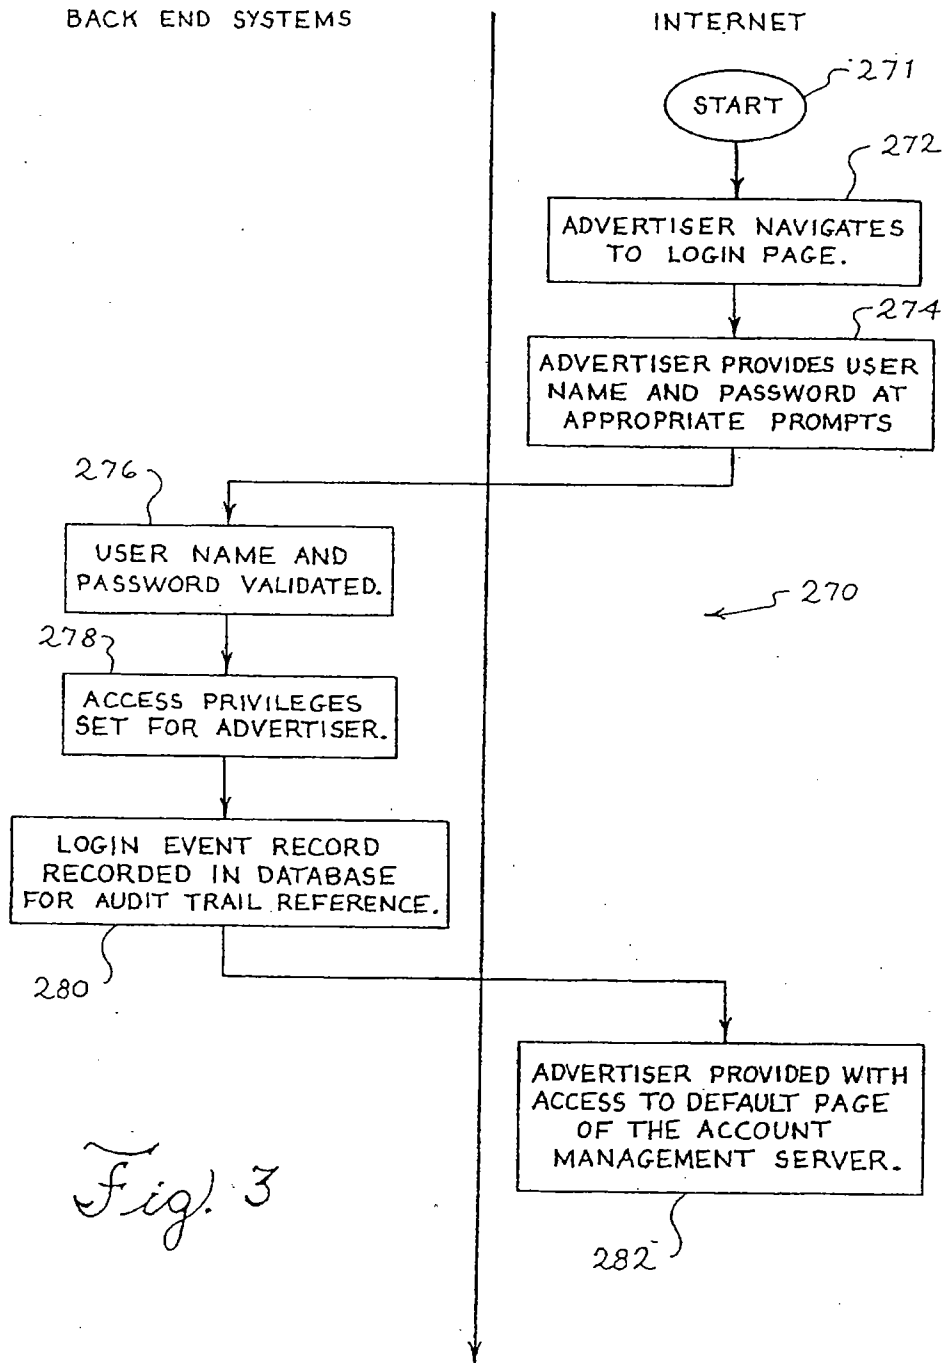 BACK END SYSTEMS
INTERNET
START
271
272
ADVERTISER NAVIGATES
TO LOGIN PAGE.
274
ADVERTISER PROVIDES USER
NAME AND PASSWORD AT
APPROPRIATE PROMPTS
276
USER NAME AND
PASSWORD VALIDATED.
270
278
ACCESS PRIVILEGES
SET FOR ADVERTISER.
LOGIN EVENT RECORD
RECORDED IN DATABASE
FOR AUDIT TRAIL REFERENCE.
280
ADVERTISER PROVIDED WITH
ACCESS TO DEFAULT PAGE
OF THE ACCOUNT
MANAGEMENT SERVER.
282
Fig. 3